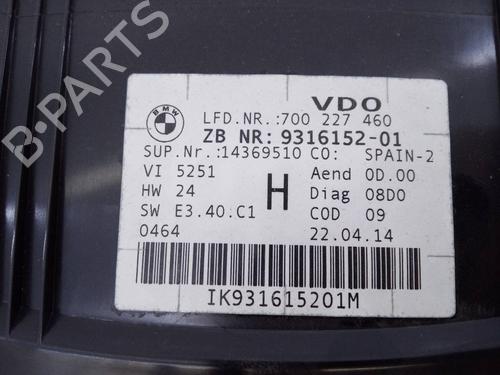 B-PARTS
BMW
VDO
LFD.NR.:700 227 460
ZB NR: 9316152-01
SUP.Nr.:14369510 CO: SPAIN-2
VI 5251 Aend 0D.00
HW 24 H Diag 08D0
SW E3.40.C1 COD 09
0464 22.04.14
IK931615201M